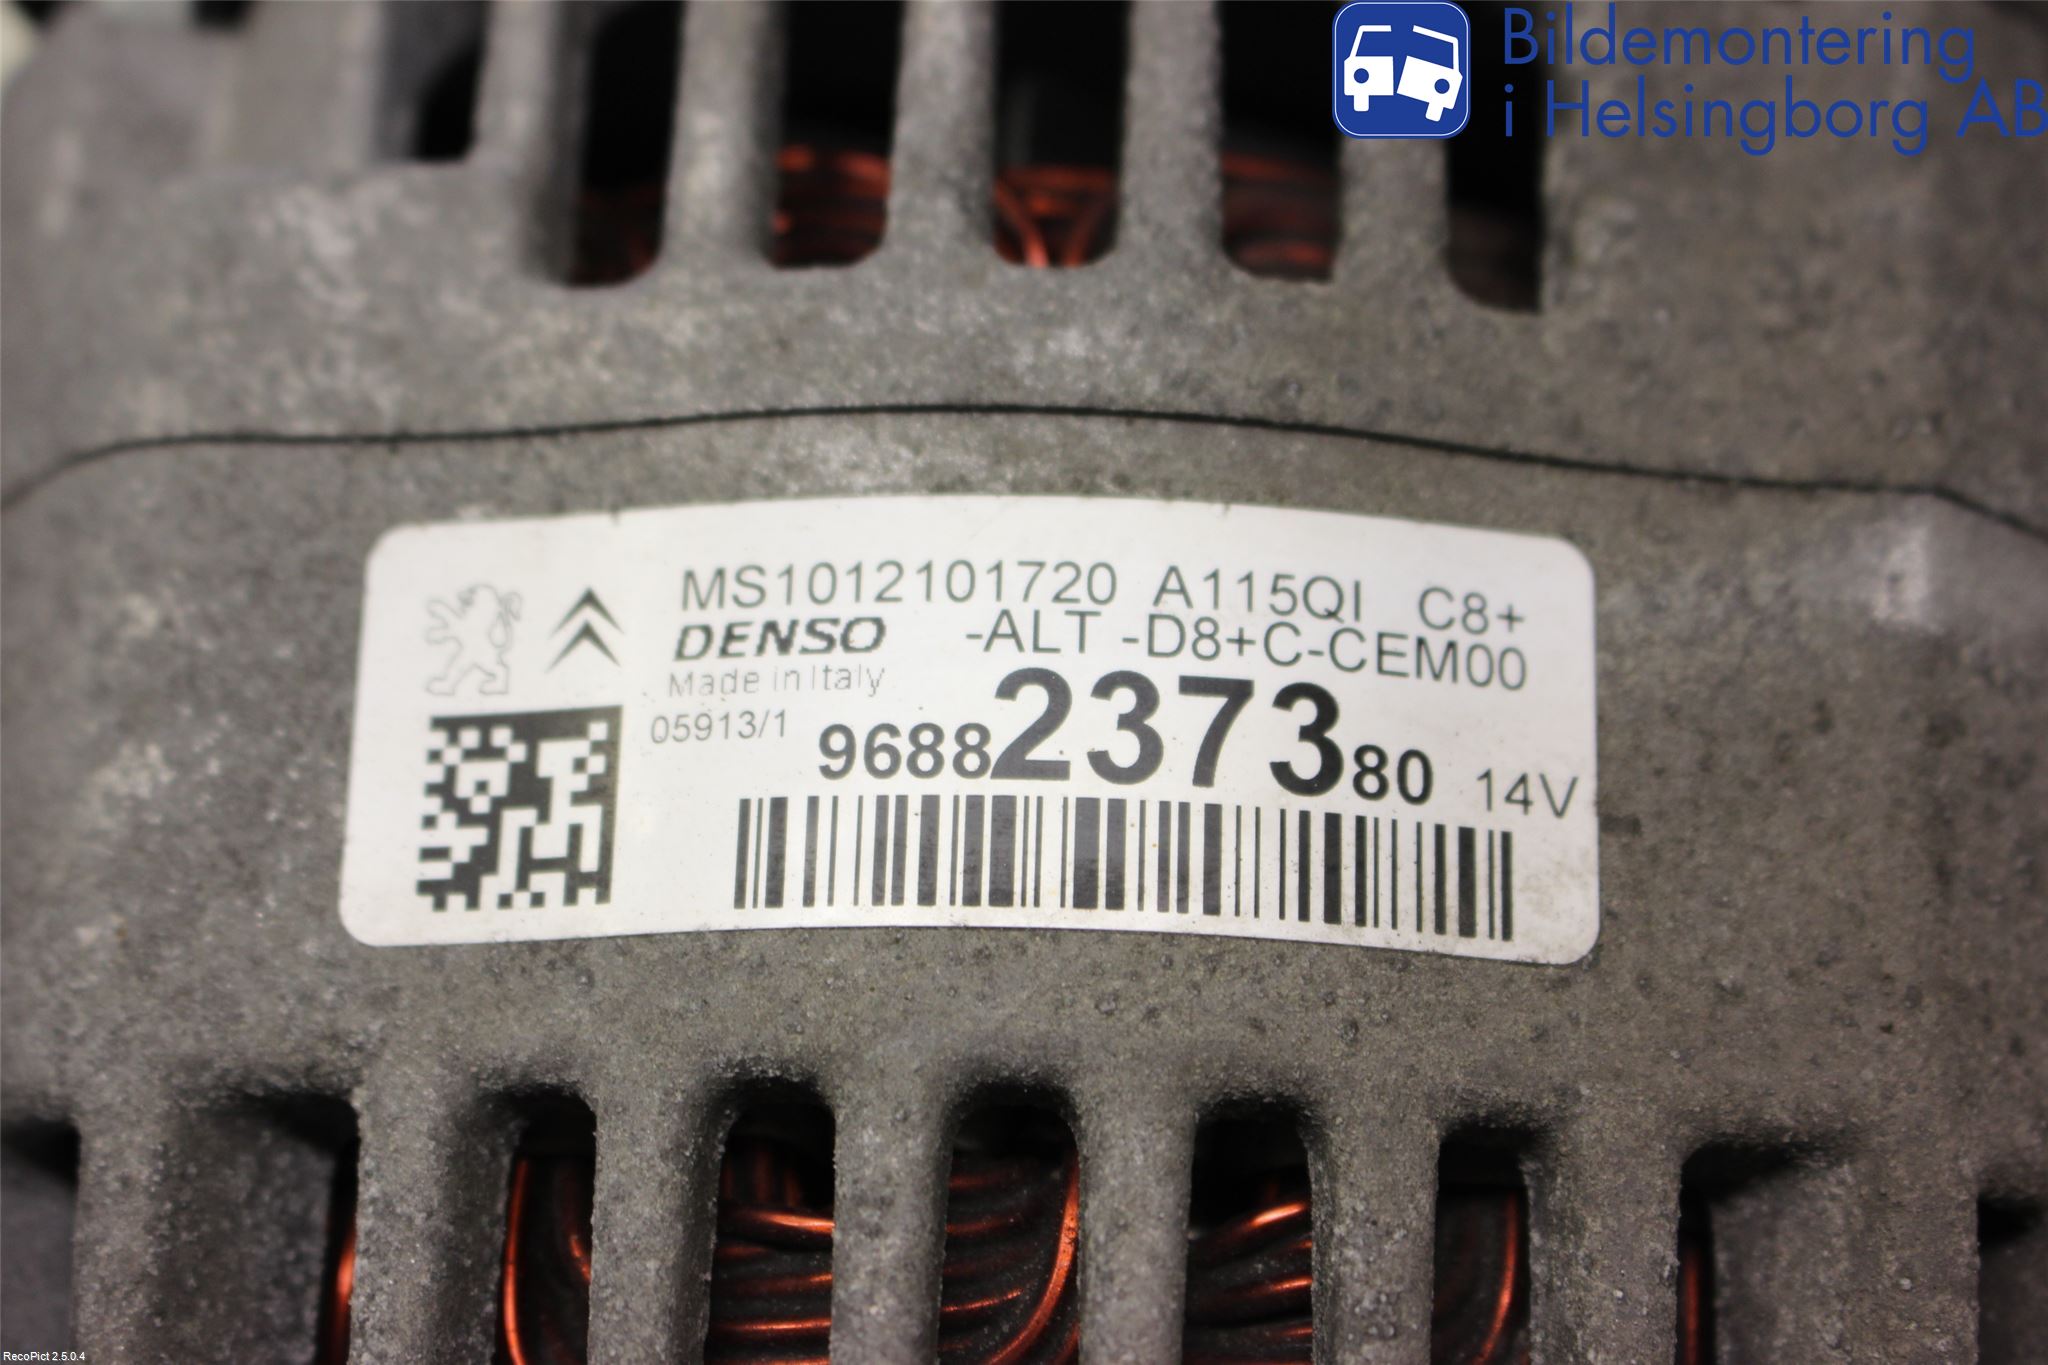 Bildemontering
i Helsingborg AB
MS1012101720 A115QI C8+
DENSO -ALT -D8+C-CEM00
Made in Italy
05913/1 9688237380 14V
RecoPict 2.5.0.4